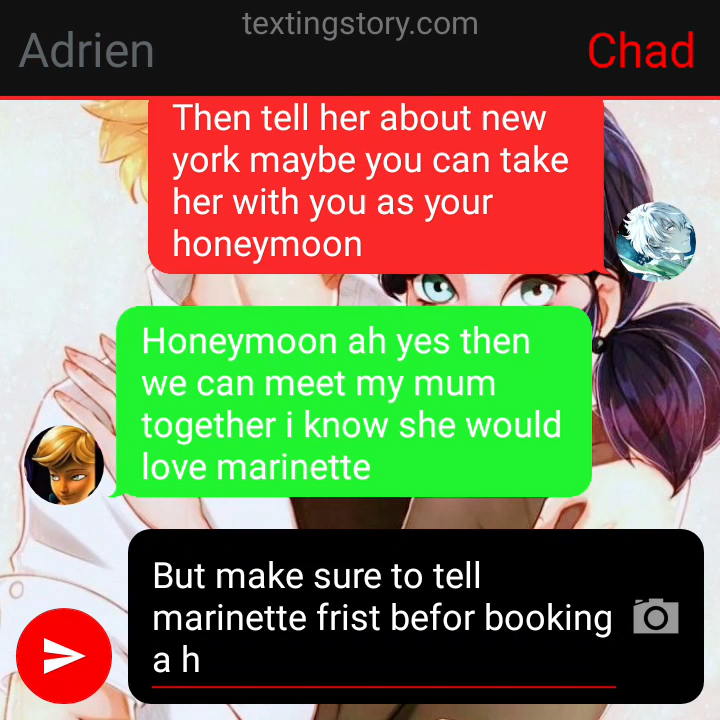 textingstory.com
Adrien
Chad
Then tell her about new
york maybe you can take
her with you as your
honeymoon
Honeymoon ah yes then
we can meet my mum
together i know she would
love marinette
But make sure to tell
marinette frist befor booking
a h